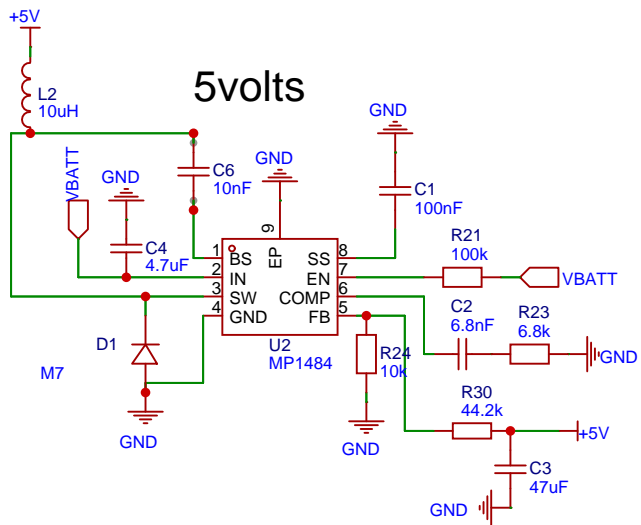 +5V
5volts
L2
10uH
GND
GND
C6
10nF
VBATT
GND
C1
100nF
C4
4.7uF
9
EP
1
BS
SS
8
2
IN
EN
7
3
SW
COMP
6
4
GND
FB
5
R21
100k
VBATT
C2
6.8nF
R23
6.8k
GND
U2
MP1484
D1
M7
R24
10k
R30
44.2k
+5V
GND
GND
C3
47uF
GND